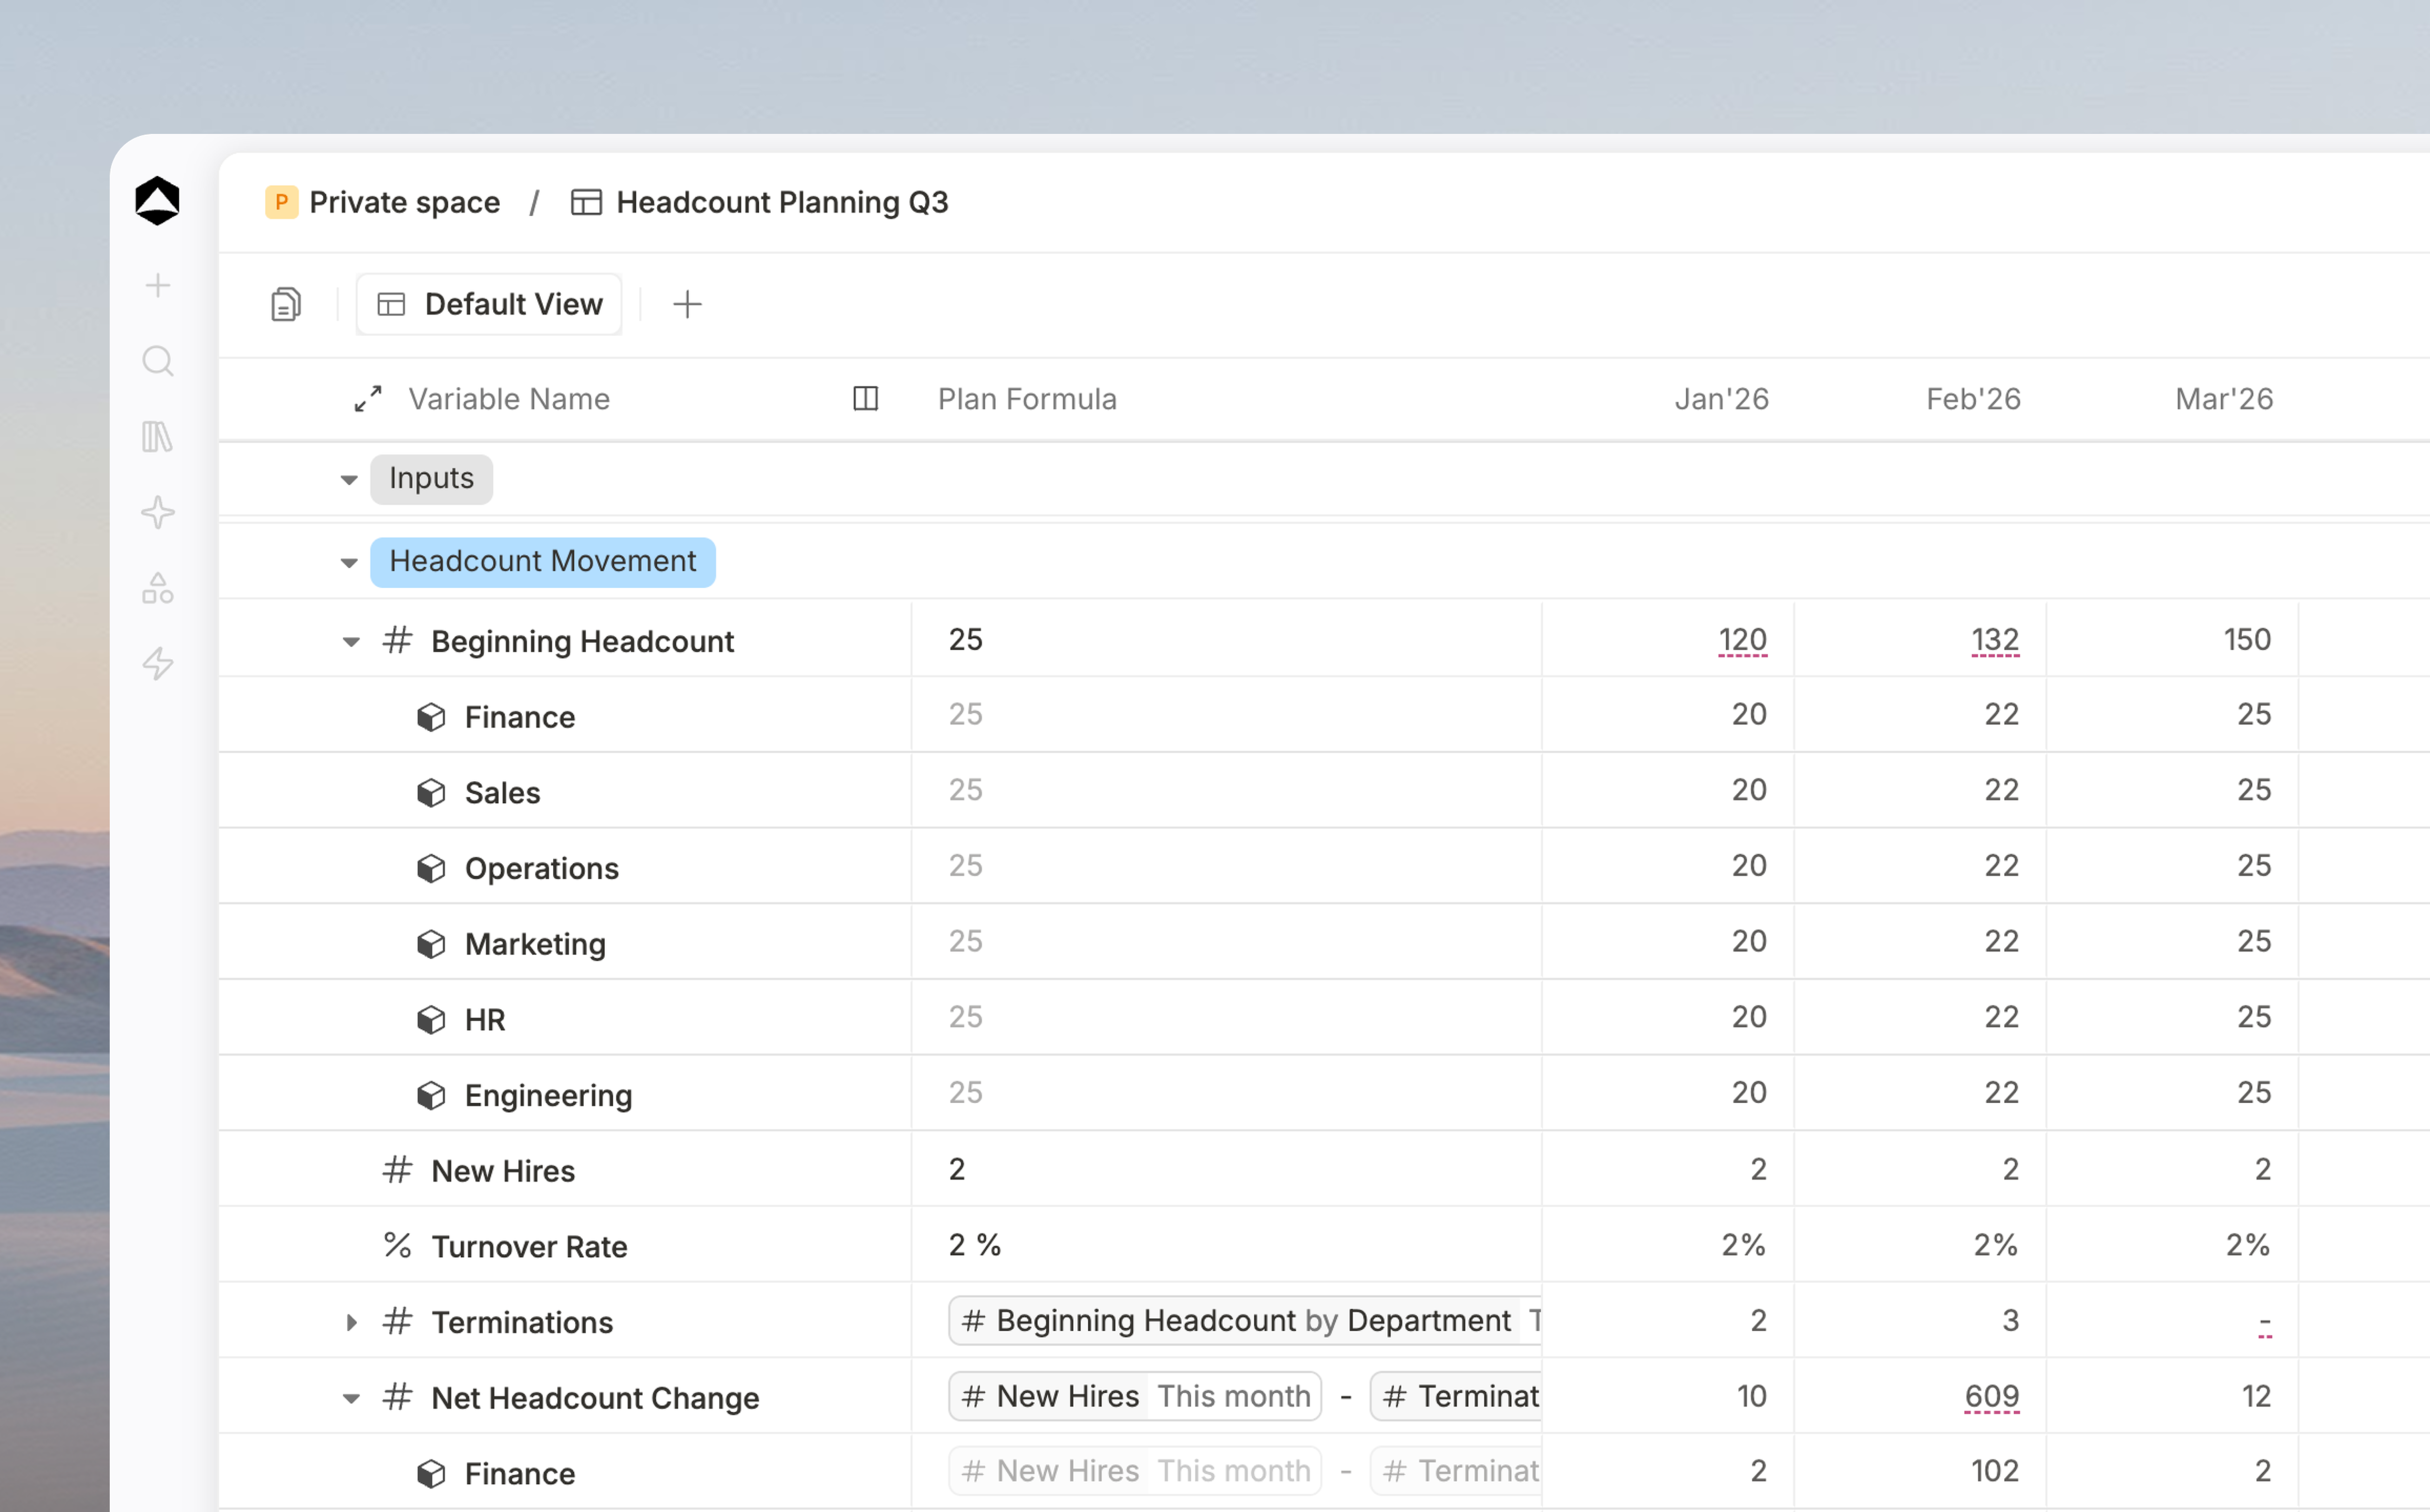 P Private space / Headcount Planning Q3
Default View
Variable Name Plan Formula Jan'26 Feb'26 Mar'26
Inputs
Headcount Movement
# Beginning Headcount 25 120 132 150
Finance 25 20 22 25
Sales 25 20 22 25
Operations 25 20 22 25
Marketing 25 20 22 25
HR 25 20 22 25
Engineering 25 20 22 25
# New Hires 2 2 2 2
% Turnover Rate 2 % 2% 2% 2%
# Terminations # Beginning Headcount by Department T 2 3 -
# Net Headcount Change # New Hires This month - # Terminat 10 609 12
Finance # New Hires This month - # Terminat 2 102 2